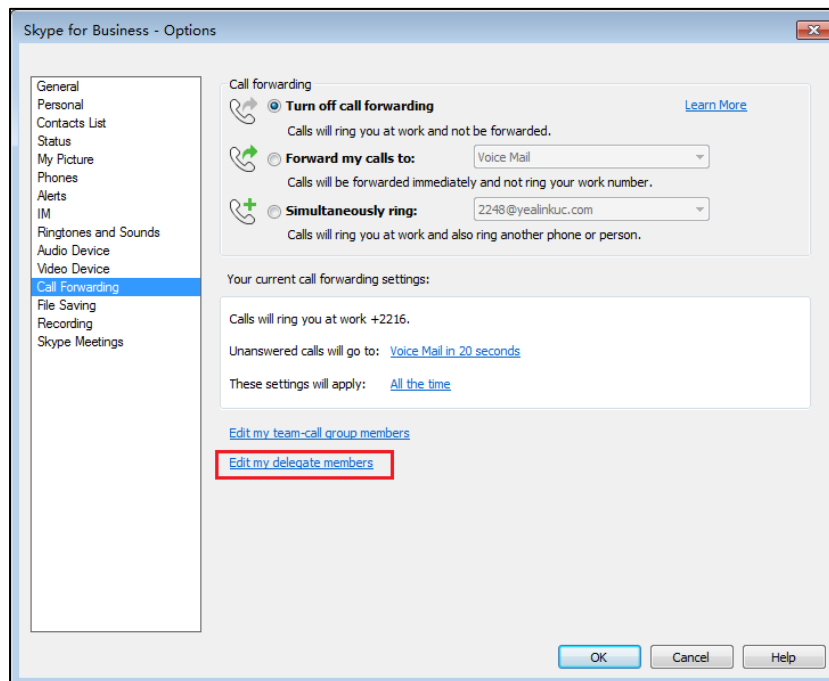 Skype for Business - Options
General
Personal
Contacts List
Status
My Picture
Phones
Alerts
IM
Ringtones and Sounds
Audio Device
Video Device
Call Forwarding
File Saving
Recording
Skype Meetings
Call forwarding
Turn off call forwarding Learn More
Calls will ring you at work and not be forwarded.
Forward my calls to: Voice Mail
Calls will be forwarded immediately and not ring your work number.
Simultaneously ring: 2248@yealinkuc.com
Calls will ring you at work and also ring another phone or person.
Your current call forwarding settings:
Calls will ring you at work +2216.
Unanswered calls will go to: Voice Mail in 20 seconds
These settings will apply: All the time
Edit my team-call group members
Edit my delegate members
OK Cancel Help